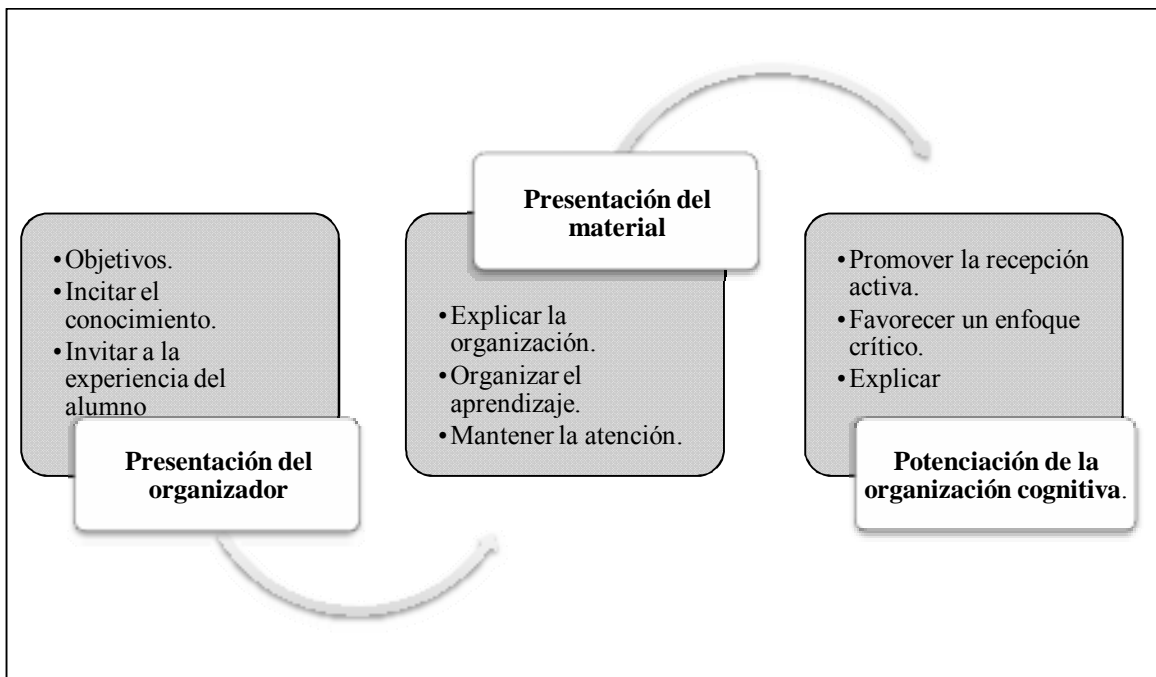 •Objetivos.
•Incitar el
conocimiento.
•Invitar a la
experiencia del
alumno
Presentación del
organizador
Presentación del
material
•Explicar la
organización.
•Organizar el
aprendizaje.
•Mantener la atención.
•Promover la recepción
activa.
•Favorecer un enfoque
crítico.
•Explicar
Potenciación de la
organización cognitiva.